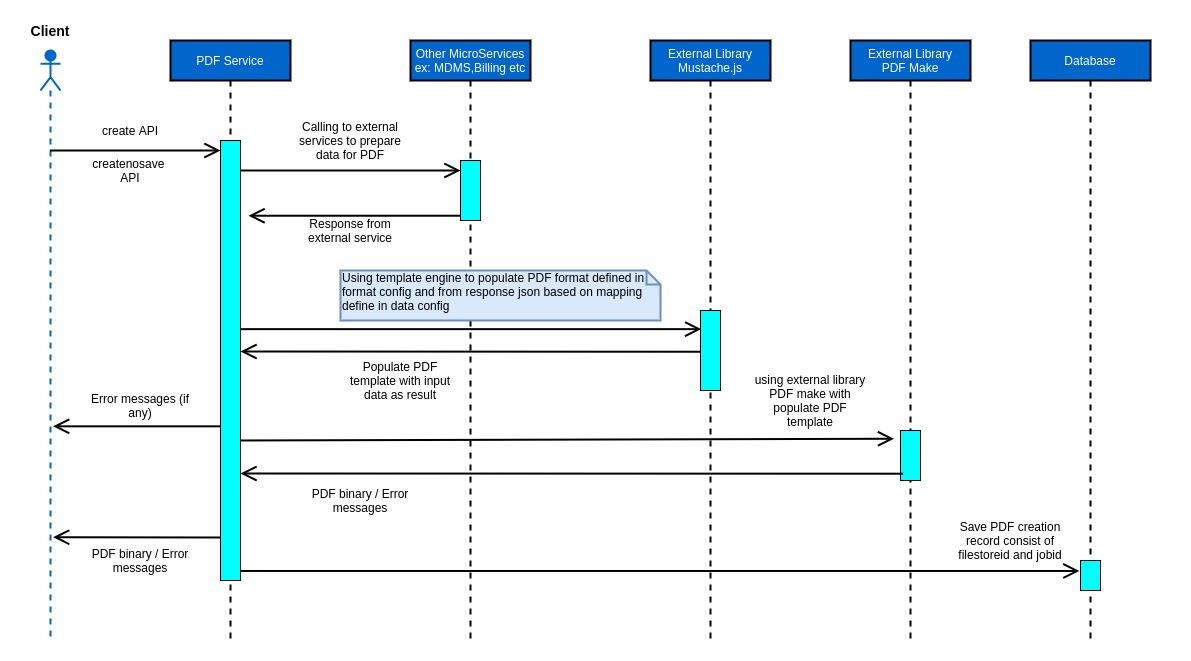 Client
PDF Service
Other MicroServices
ex: MDMS,Billing etc
External Library
Mustache.js
External Library
PDF Make
Database
create API
createnosave
API
Calling to external
services to prepare
data for PDF
Response from
external service
Using template engine to populate PDF format defined in
format config and from response json based on mapping
define in data config
Populate PDF
template with input
data as result
using external library
PDF make with
populate PDF
template
Error messages (if
any)
PDF binary / Error
messages
PDF binary / Error
messages
Save PDF creation
record consist of
filestoreid and jobid